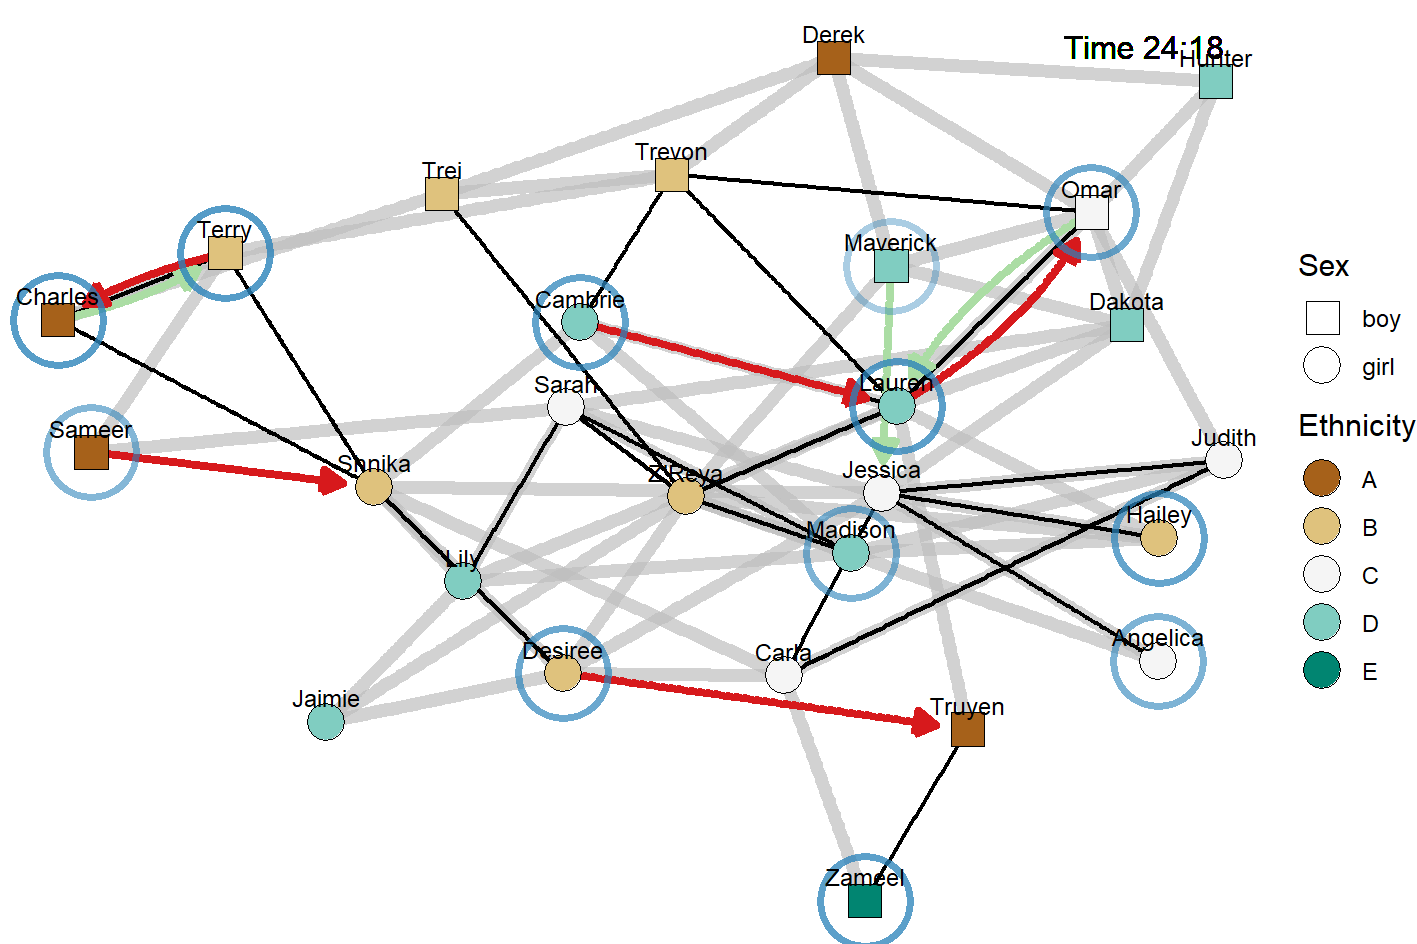 Derek
Time 24:18
Hunter
Trevon
Trei
Omar
Terry
Maverick
Charles
Cambrie
Dakota
Sarah
Lauren
Sameer
Judith
Shnika
Z'Reya
Jessica
Hailey
Madison
Lily
Angelica
Desiree
Carla
Jaimie
Truyen
Zameel
Sex
boy
girl
Ethnicity
A
B
C
D
E